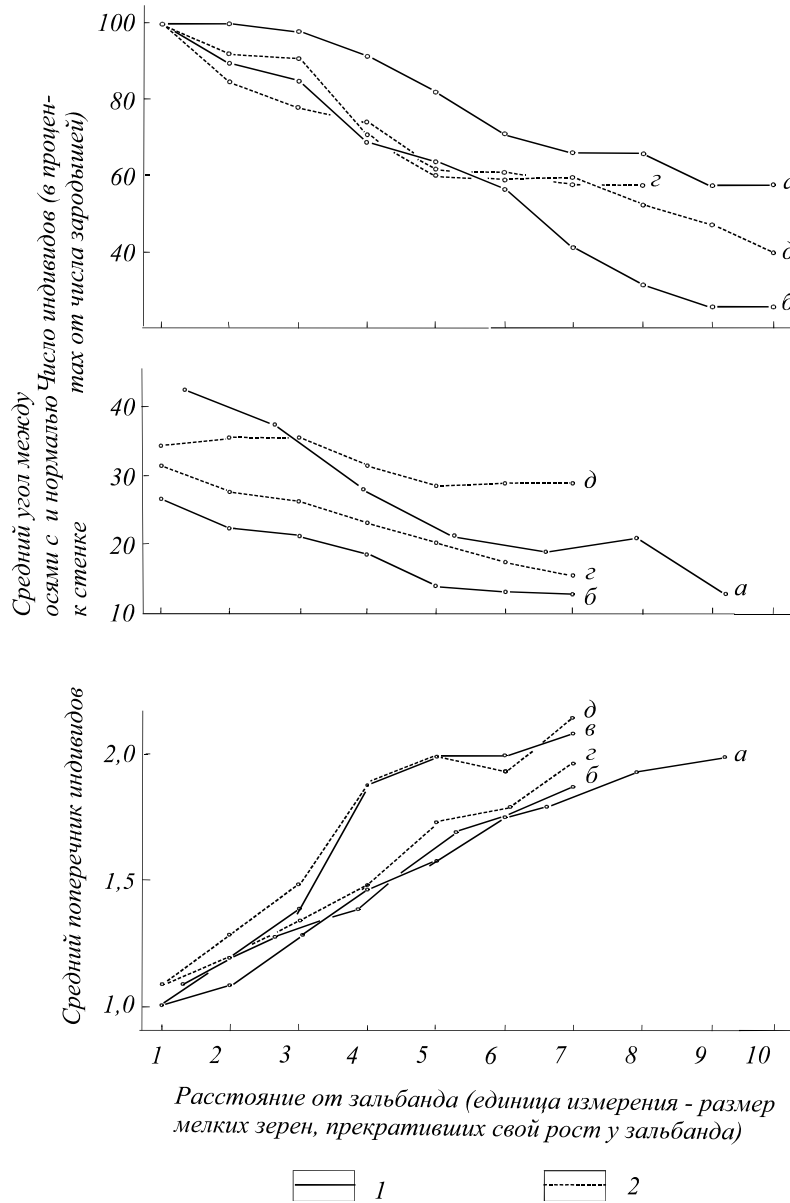 Число индивидов (в процен-
тах от числа зародышей)
100
80
60
40
а
г
д
б
Средний угол между
осями с и нормалью
к стенке
40
30
20
10
д
г
б
а
Средний поперечник индивидов
2,0
1,5
1,0
д
в
г
б
а
1 2 3 4 5 6 7 8 9 10
Расстояние от зальбанда (единица измерения - размер
мелких зерен, прекративших свой рост у зальбанда)
1 2